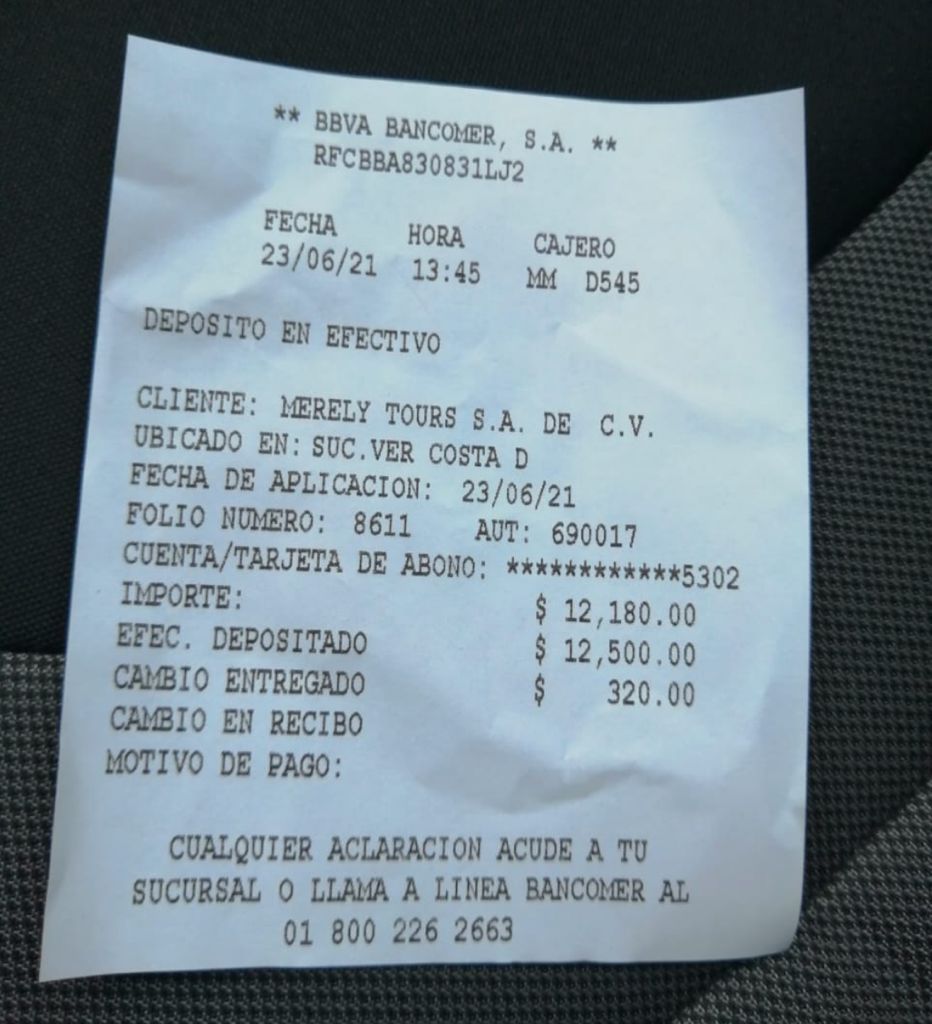 ** BBVA BANCOMER, S.A. **
RFCBBA830831LJ2
FECHA HORA CAJERO
23/06/21 13:45 MM D545
DEPOSITO EN EFECTIVO
CLIENTE: MERELY TOURS S.A. DE C.V.
UBICADO EN: SUC.VER COSTA D
FECHA DE APLICACION: 23/06/21
FOLIO NUMERO: 8611 AUT: 690017
CUENTA/TARJETA DE ABONO: ************5302
IMPORTE: $ 12,180.00
EFEC. DEPOSITADO $ 12,500.00
CAMBIO ENTREGADO $ 320.00
CAMBIO EN RECIBO
MOTIVO DE PAGO:
CUALQUIER ACLARACION ACUDE A TU
SUCURSAL O LLAMA A LINEA BANCOMER AL
01 800 226 2663